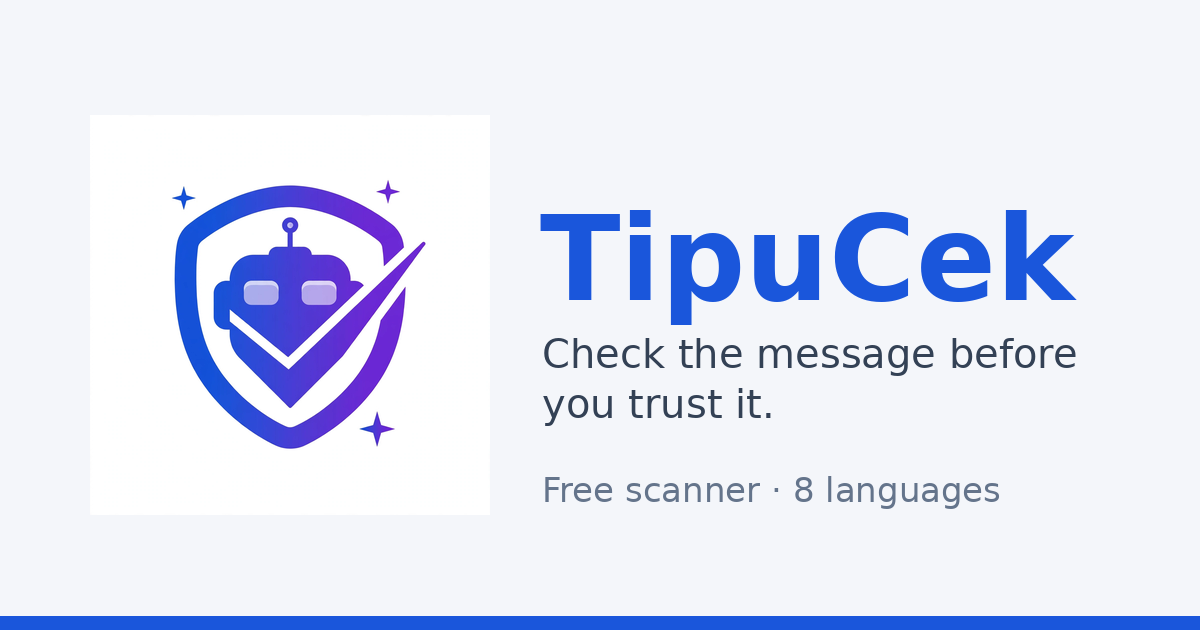 TipuCek
Check the message before
you trust it.
Free scanner · 8 languages